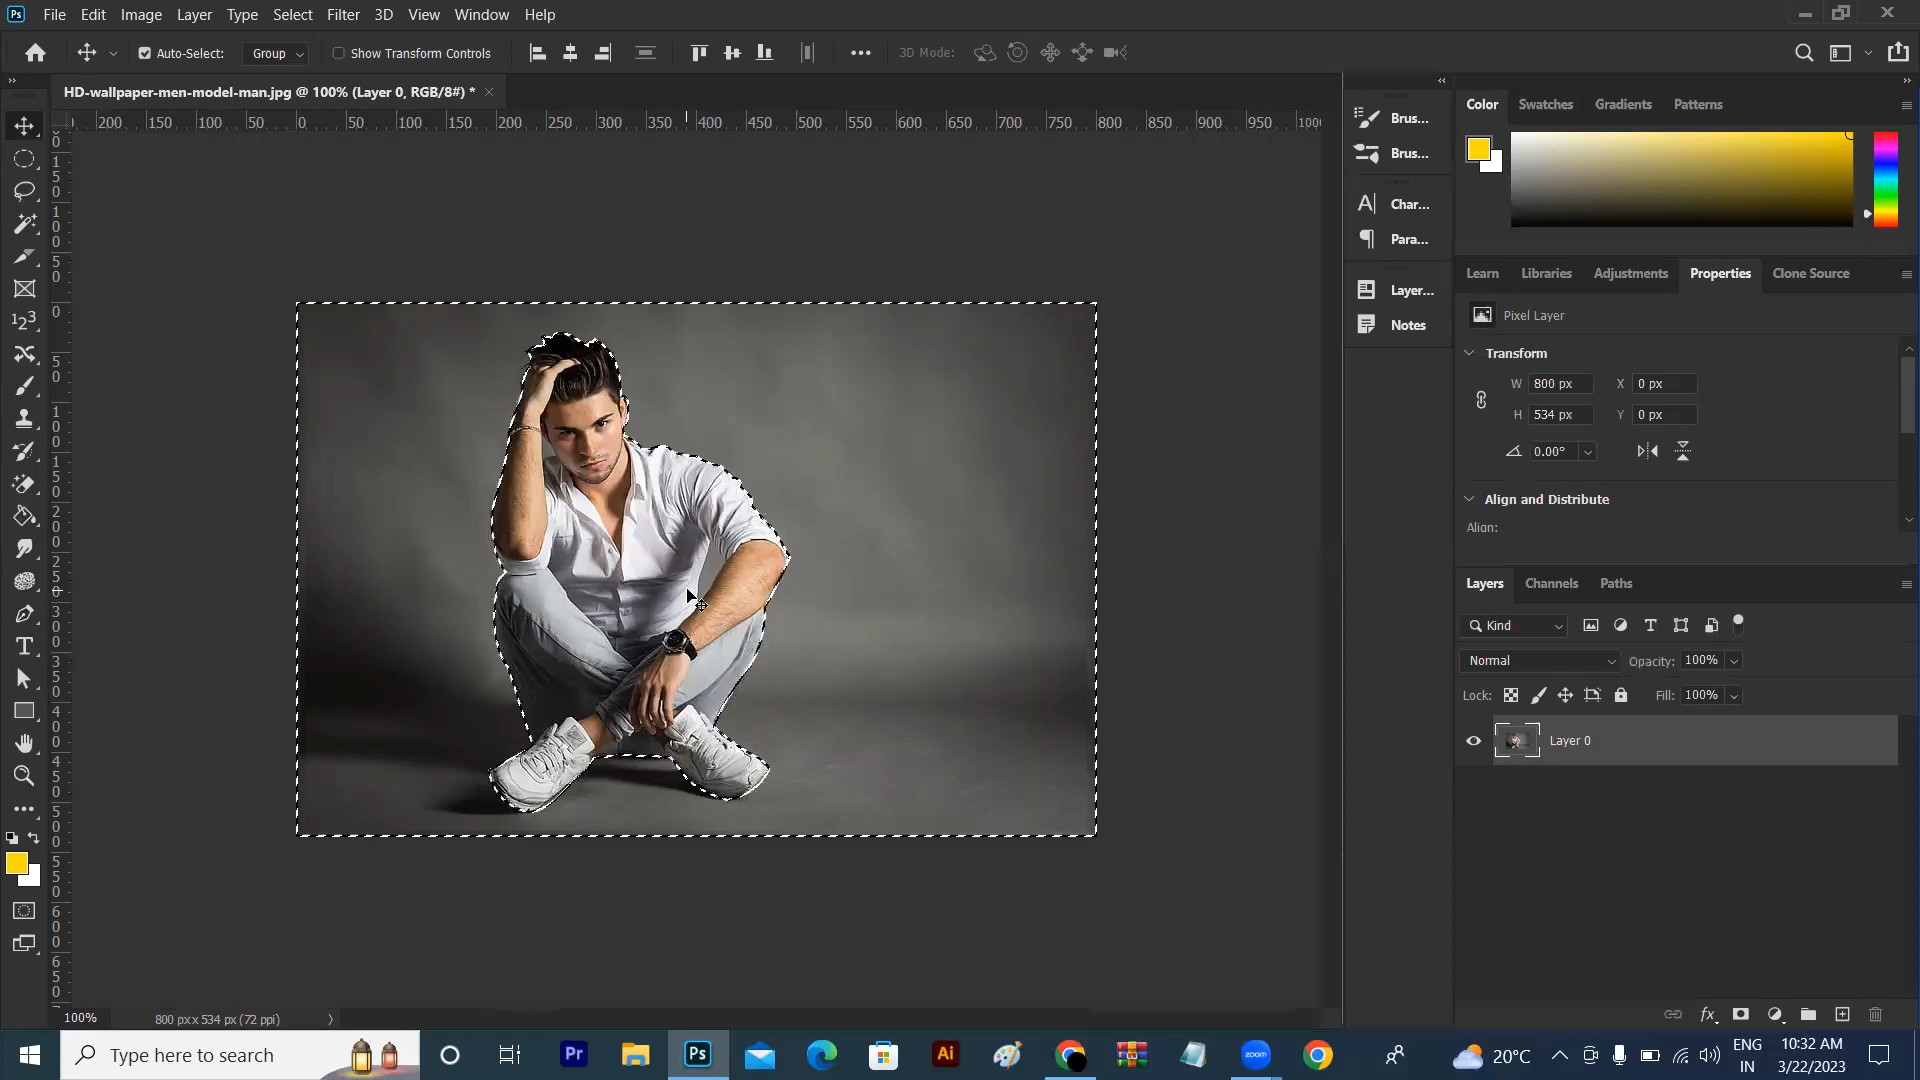 Ps File Edit Image Layer Type Select Filter 3D View Window Help
Auto-Select: Group Show Transform Controls 3D Mode:
HD-wallpaper-men-model-man.jpg @ 100% (Layer 0, RGB/8#) *
200 150 100 50 0 50 100 150 200 250 300 350 400 450 500 550 600 650 700 750 800 850 900 950
Brus...
Brus...
Char...
Para...
Layer...
Notes
Color Swatches Gradients Patterns
Learn Libraries Adjustments Properties Clone Source
Pixel Layer
Transform
W 800 px X 0 px
H 534 px Y 0 px
0.00°
Align and Distribute
Align:
Layers Channels Paths
Kind
Normal Opacity: 100%
Lock: Fill: 100%
Layer 0
100% 800 px x 534 px (72 ppi)
Type here to search Pr Ps Ai zoom 20°C ENG IN 10:32 AM 3/22/2023